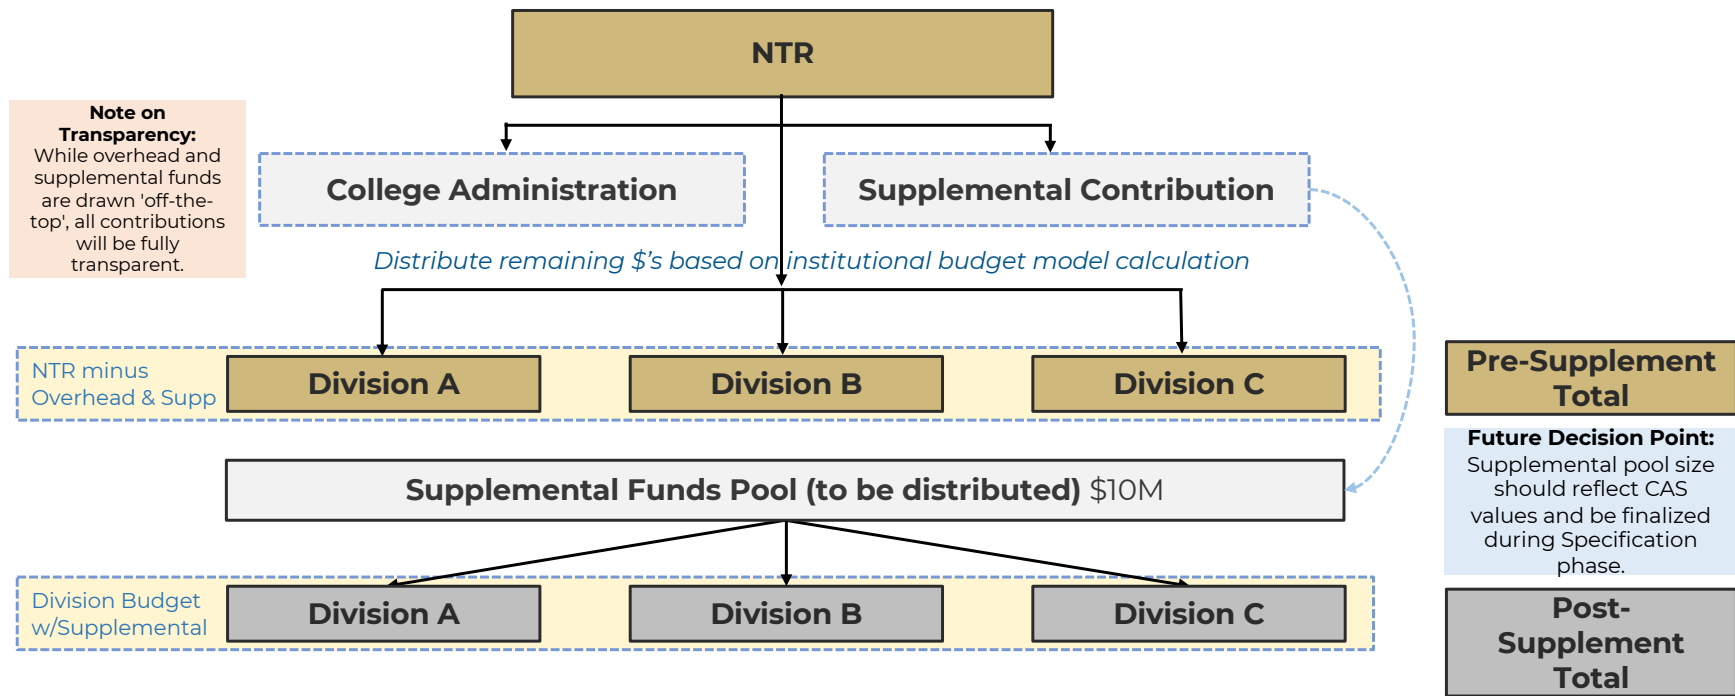 NTR
Note on
Transparency:
While overhead and
supplemental funds
are drawn 'off-the-
top', all contributions
will be fully
transparent.
College Administration
Supplemental Contribution
Distribute remaining $'s based on institutional budget model calculation
NTR minus
Overhead & Supp
Division A
Division B
Division C
Pre-Supplement
Total
Future Decision Point:
Supplemental pool size
should reflect CAS
values and be finalized
during Specification
phase.
Supplemental Funds Pool (to be distributed) $10M
Division Budget
w/Supplemental
Division A
Division B
Division C
Post-
Supplement
Total